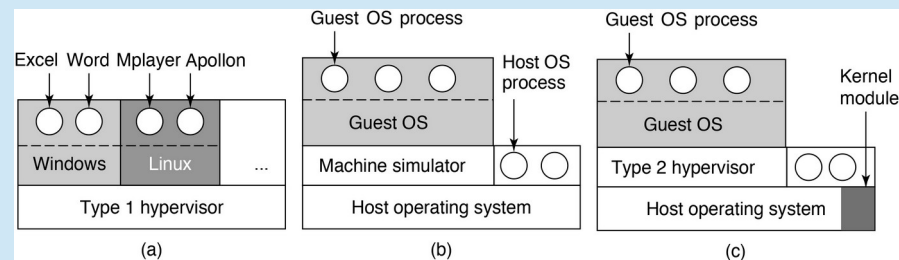 Excel Word Mplayer Apollon
Windows
Linux
...
Type 1 hypervisor
(a)
Guest OS process
Host OS
process
Guest OS
Machine simulator
Host operating system
(b)
Guest OS process
Kernel
module
Guest OS
Type 2 hypervisor
Host operating system
(c)